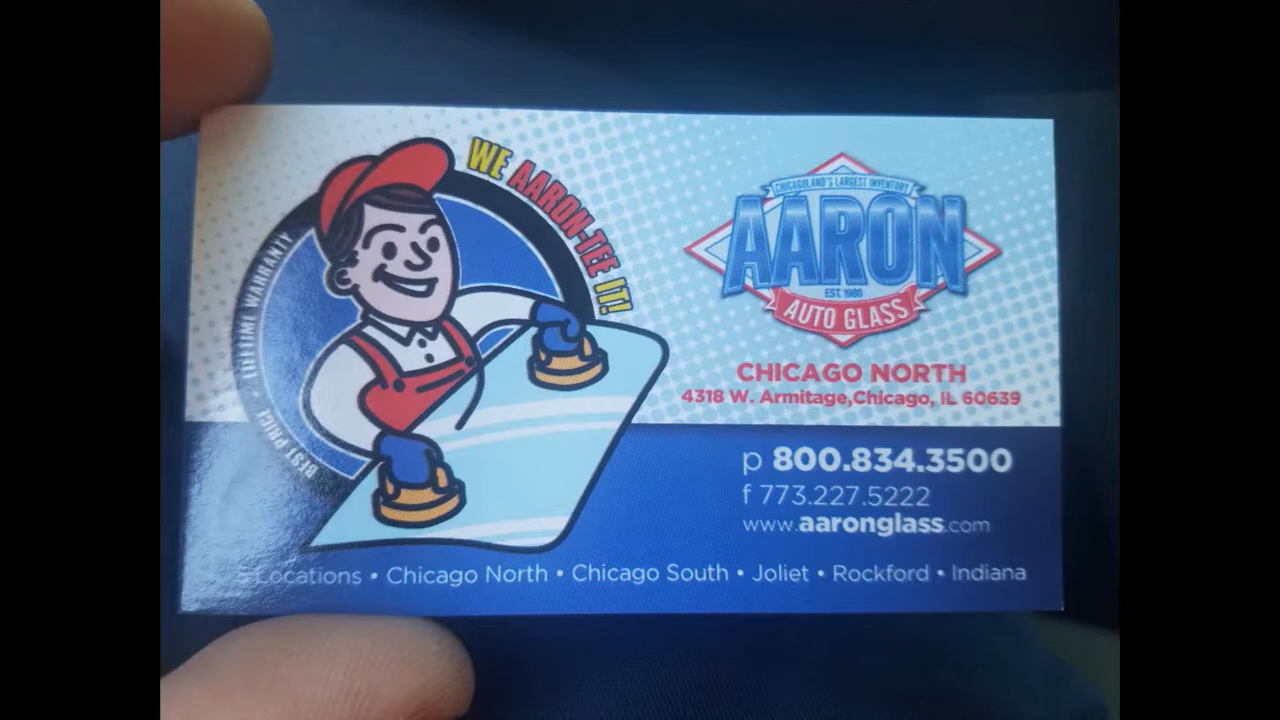 WE AARON-TEE IT!
BEST PRICE • LIFETIME WARRANTY
CHICAGOLAND'S LARGEST INVENTORY
AARON
EST. 1980
AUTO GLASS
CHICAGO NORTH
4318 W. Armitage,Chicago, IL 60639
p 800.834.3500
f 773.227.5222
www.aaronglass.com
5 Locations • Chicago North • Chicago South • Joliet • Rockford • Indiana